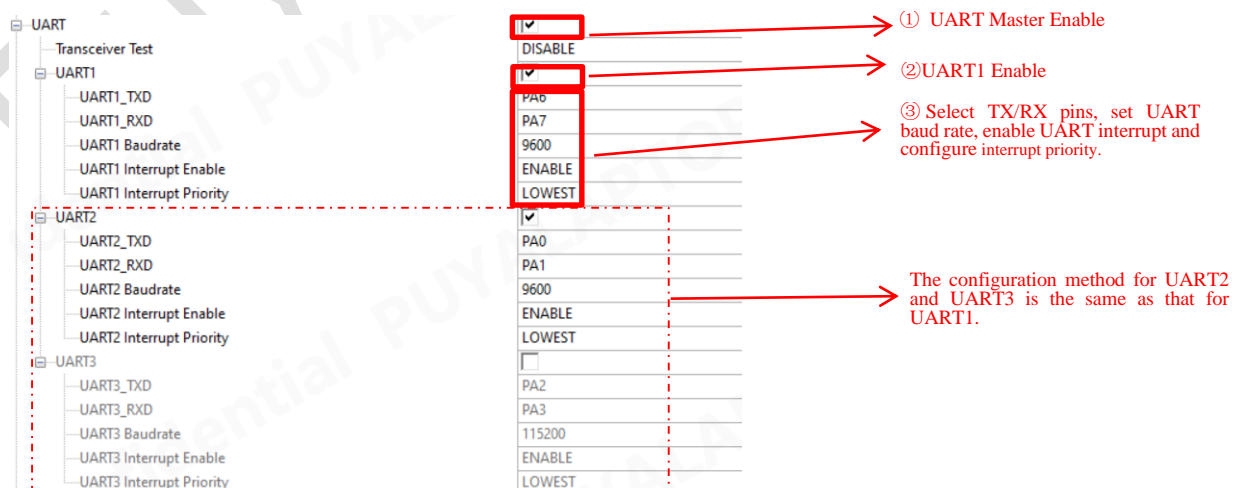 UART
① UART Master Enable
Transceiver Test DISABLE
UART1
②UART1 Enable
UART1_TXD PA6
UART1_RXD PA7
UART1 Baudrate 9600
UART1 Interrupt Enable ENABLE
UART1 Interrupt Priority LOWEST
③ Select TX/RX pins, set UART
baud rate, enable UART interrupt and
configure interrupt priority.
UART2
UART2_TXD PA0
UART2_RXD PA1
UART2 Baudrate 9600
UART2 Interrupt Enable ENABLE
UART2 Interrupt Priority LOWEST
The configuration method for UART2
and UART3 is the same as that for
UART1.
UART3
UART3_TXD PA2
UART3_RXD PA3
UART3 Baudrate 115200
UART3 Interrupt Enable ENABLE
UART3 Interrupt Priority LOWEST